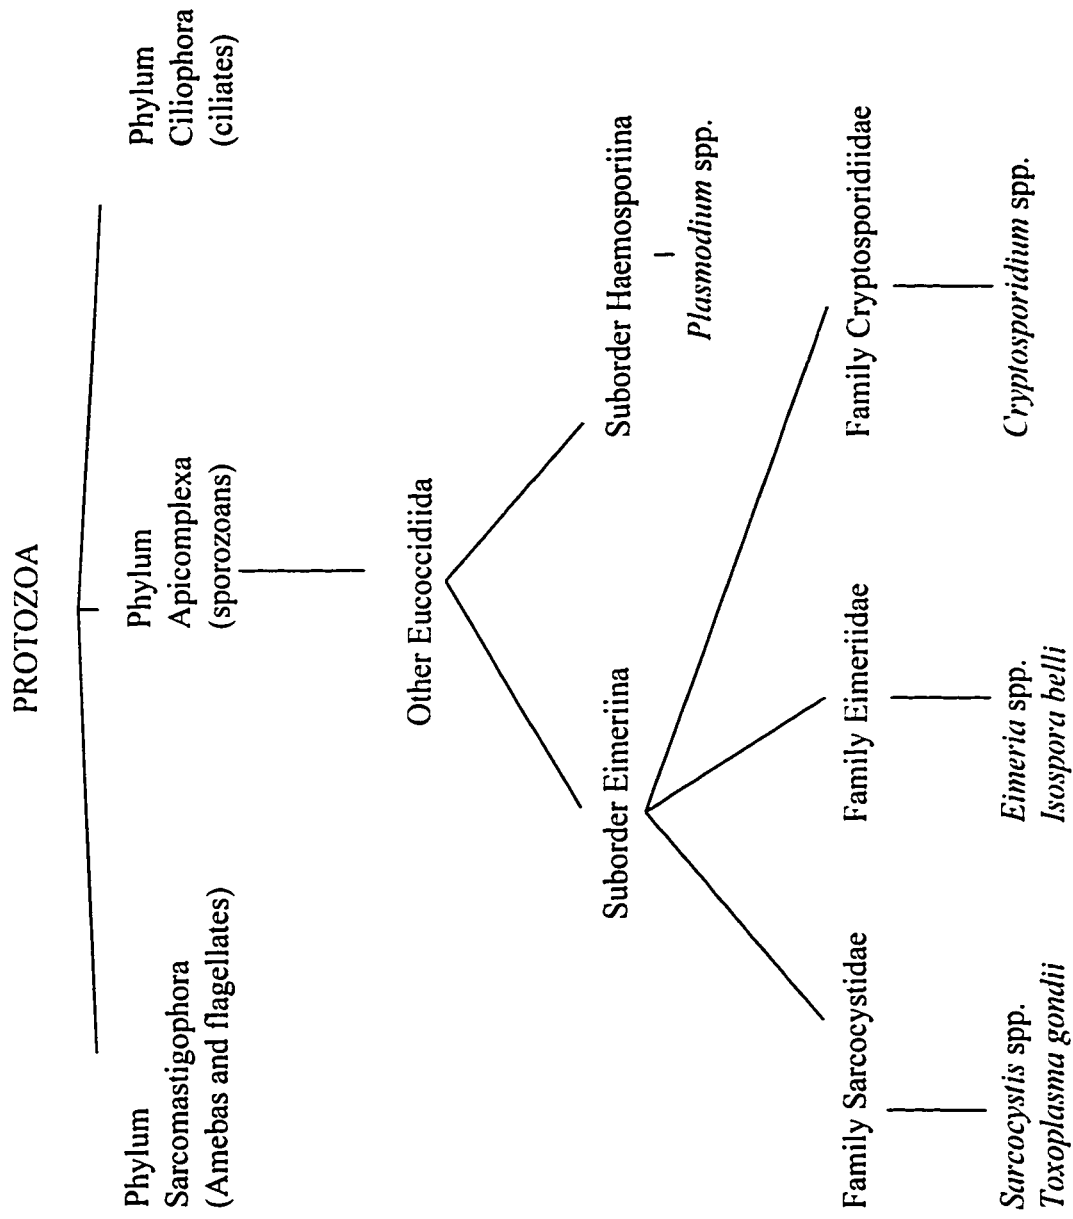 PROTOZOA
Phylum
Sarcomastigophora
(Amebas and flagellates)
Phylum
Apicomplexa
(sporozoans)
Phylum
Ciliophora
(ciliates)
Other Eucoccidiida
Suborder Eimeriina
Suborder Haemosporiina
Plasmodium spp.
Family Sarcocystidae
Family Eimeriidae
Family Cryptosporidiidae
Sarcocystis spp.
Toxoplasma gondii
Eimeria spp.
Isospora belli
Cryptosporidium spp.